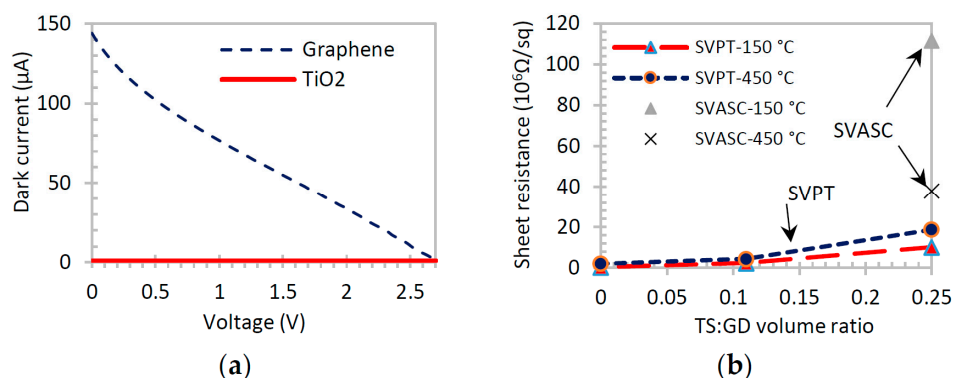 150
100
50
0
Dark current (µA)
Graphene
TiO2
0 0.5 1 1.5 2 2.5
Voltage (V)
(a)
120
100
80
60
40
20
0
Sheet resistance (10⁶Ω/sq)
SVPT-150 °C
SVPT-450 °C
SVASC-150 °C
SVASC-450 °C
SVASC
SVPT
0 0.05 0.10 0.15 0.20 0.25
TS:GD volume ratio
(b)